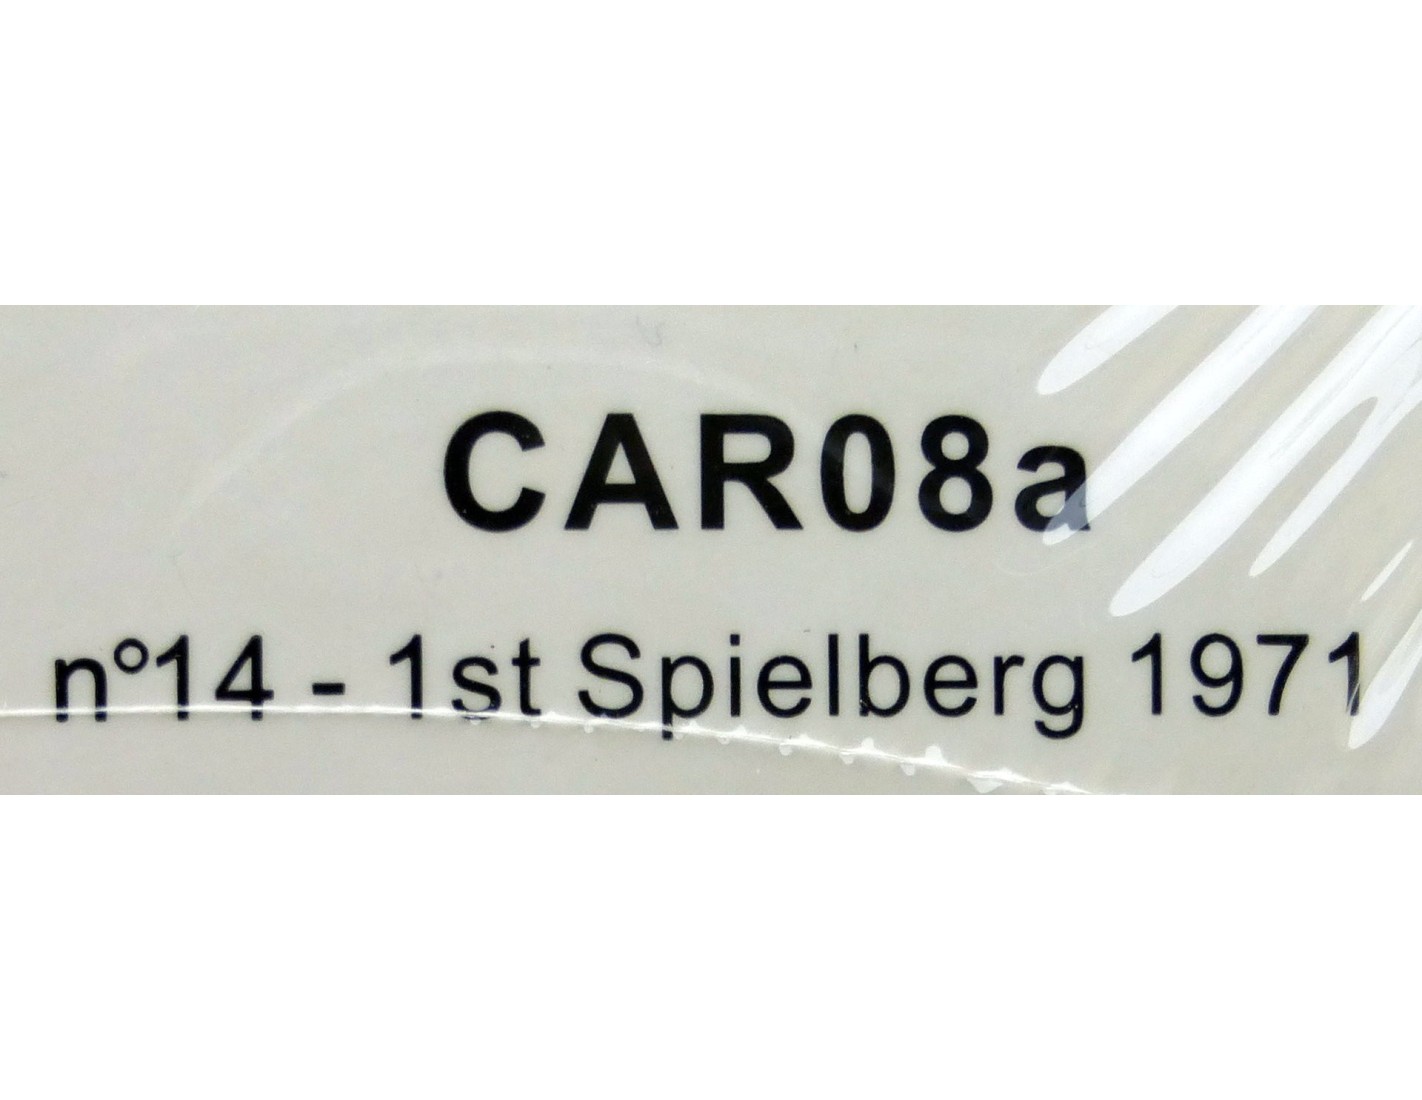 CAR08a
n°14 - 1st Spielberg 1971